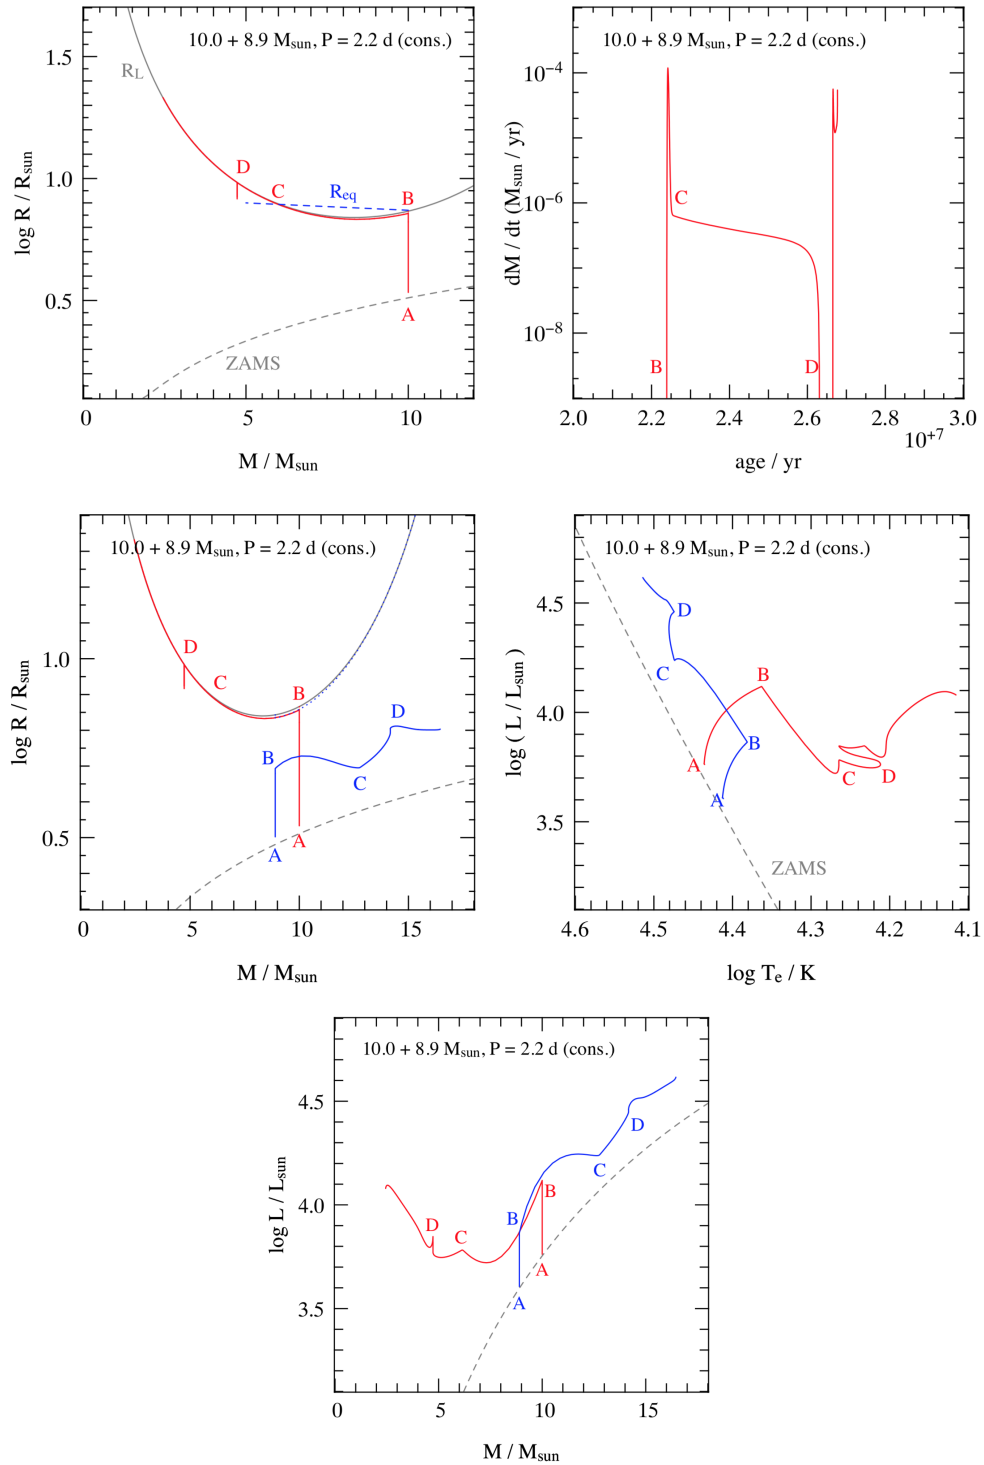 10.0 + 8.9 Msun, P = 2.2 d (cons.)
1.5
1.0
0.5
log R / Rsun
RL
D
C
Req
B
A
ZAMS
0
5
10
M / Msun
10.0 + 8.9 Msun, P = 2.2 d (cons.)
10−4
10−6
10−8
dM / dt (Msun / yr)
C
B
D
2.0
2.2
2.4
2.6
2.8
3.0
10+7
age / yr
10.0 + 8.9 Msun, P = 2.2 d (cons.)
1.0
0.5
log R / Rsun
D
C
B
D
B
C
A
A
0
5
10
15
M / Msun
10.0 + 8.9 Msun, P = 2.2 d (cons.)
4.5
4.0
3.5
log ( L / Lsun )
D
C
B
B
A
A
C
D
ZAMS
4.6
4.5
4.4
4.3
4.2
4.1
log Te / K
10.0 + 8.9 Msun, P = 2.2 d (cons.)
4.5
4.0
3.5
log L / Lsun
D
C
B
B
D
C
A
A
0
5
10
15
M / Msun